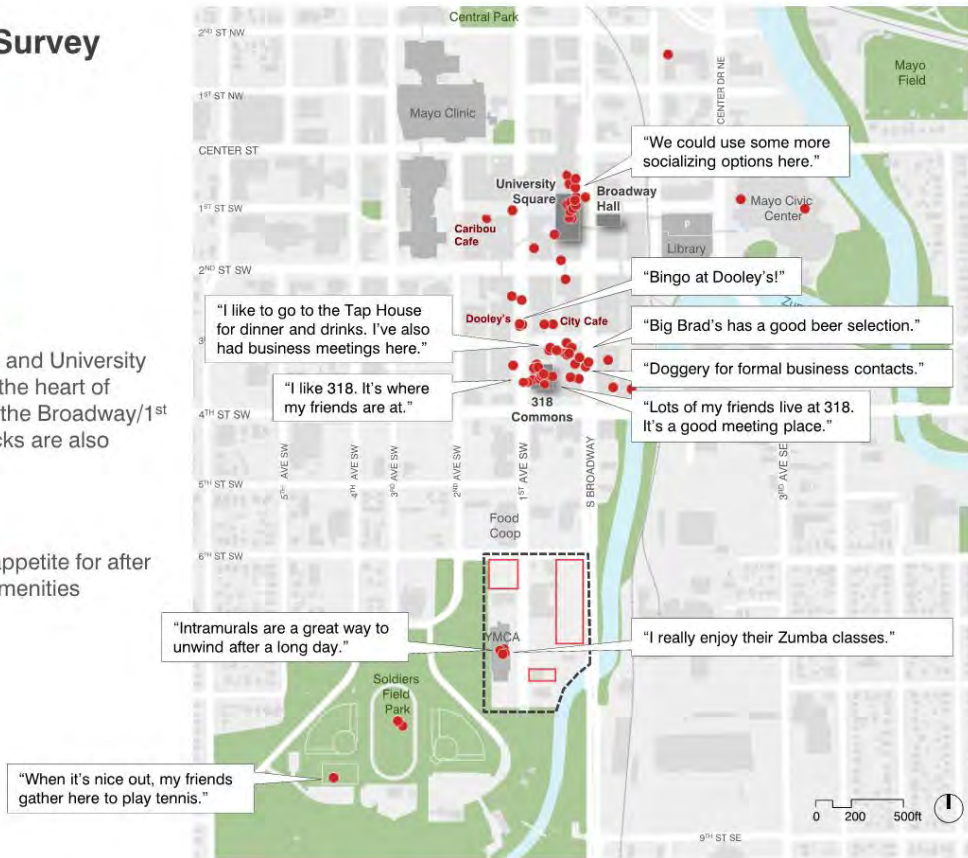 Survey
and University
the heart of
the Broadway/1st
cks are also
appetite for after
menities
Central Park
2ND ST NW
Mayo
Field
1ST ST NW
CENTER DR NE
Mayo Clinic
CENTER ST
“We could use some more
socializing options here.”
University
Square
Broadway
Hall
1ST ST SW
Mayo Civic
Center
Caribou
Cafe
P
Library
2ND ST SW
“Bingo at Dooley's!”
“I like to go to the Tap House
for dinner and drinks. I've also
had business meetings here.”
Dooley's
City Cafe
“Big Brad's has a good beer selection.”
“Doggery for formal business contacts.”
“I like 318. It's where
my friends are at.”
318
Commons
“Lots of my friends live at 318.
It's a good meeting place.”
4TH ST SW
5TH AVE SW
4TH AVE SW
3RD AVE SW
2ND AVE SW
1ST AVE SW
S BROADWAY
3RD AVE SE
5TH ST SW
Food
Coop
6TH ST SW
“Intramurals are a great way to
unwind after a long day.”
YMCA
“I really enjoy their Zumba classes.”
Soldiers
Field
Park
“When it's nice out, my friends
gather here to play tennis.”
0 200 500ft
9TH ST SE